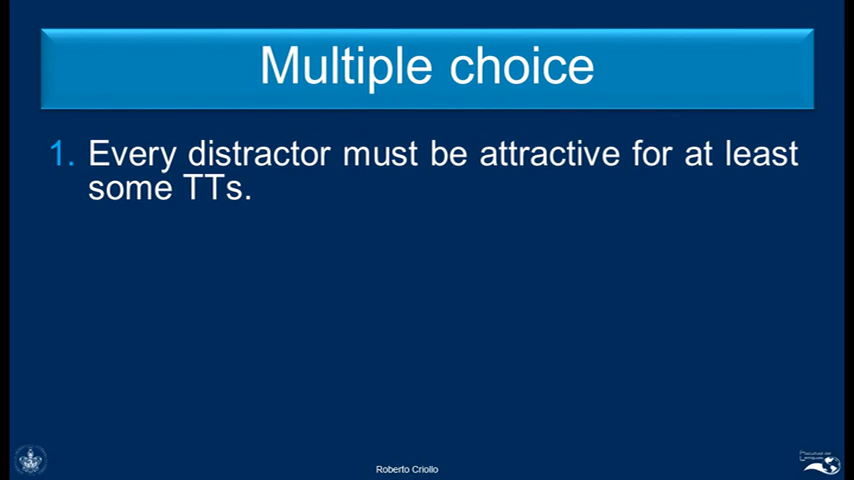 Multiple choice
1. Every distractor must be attractive for at least
some TTs.
Roberto Criollo